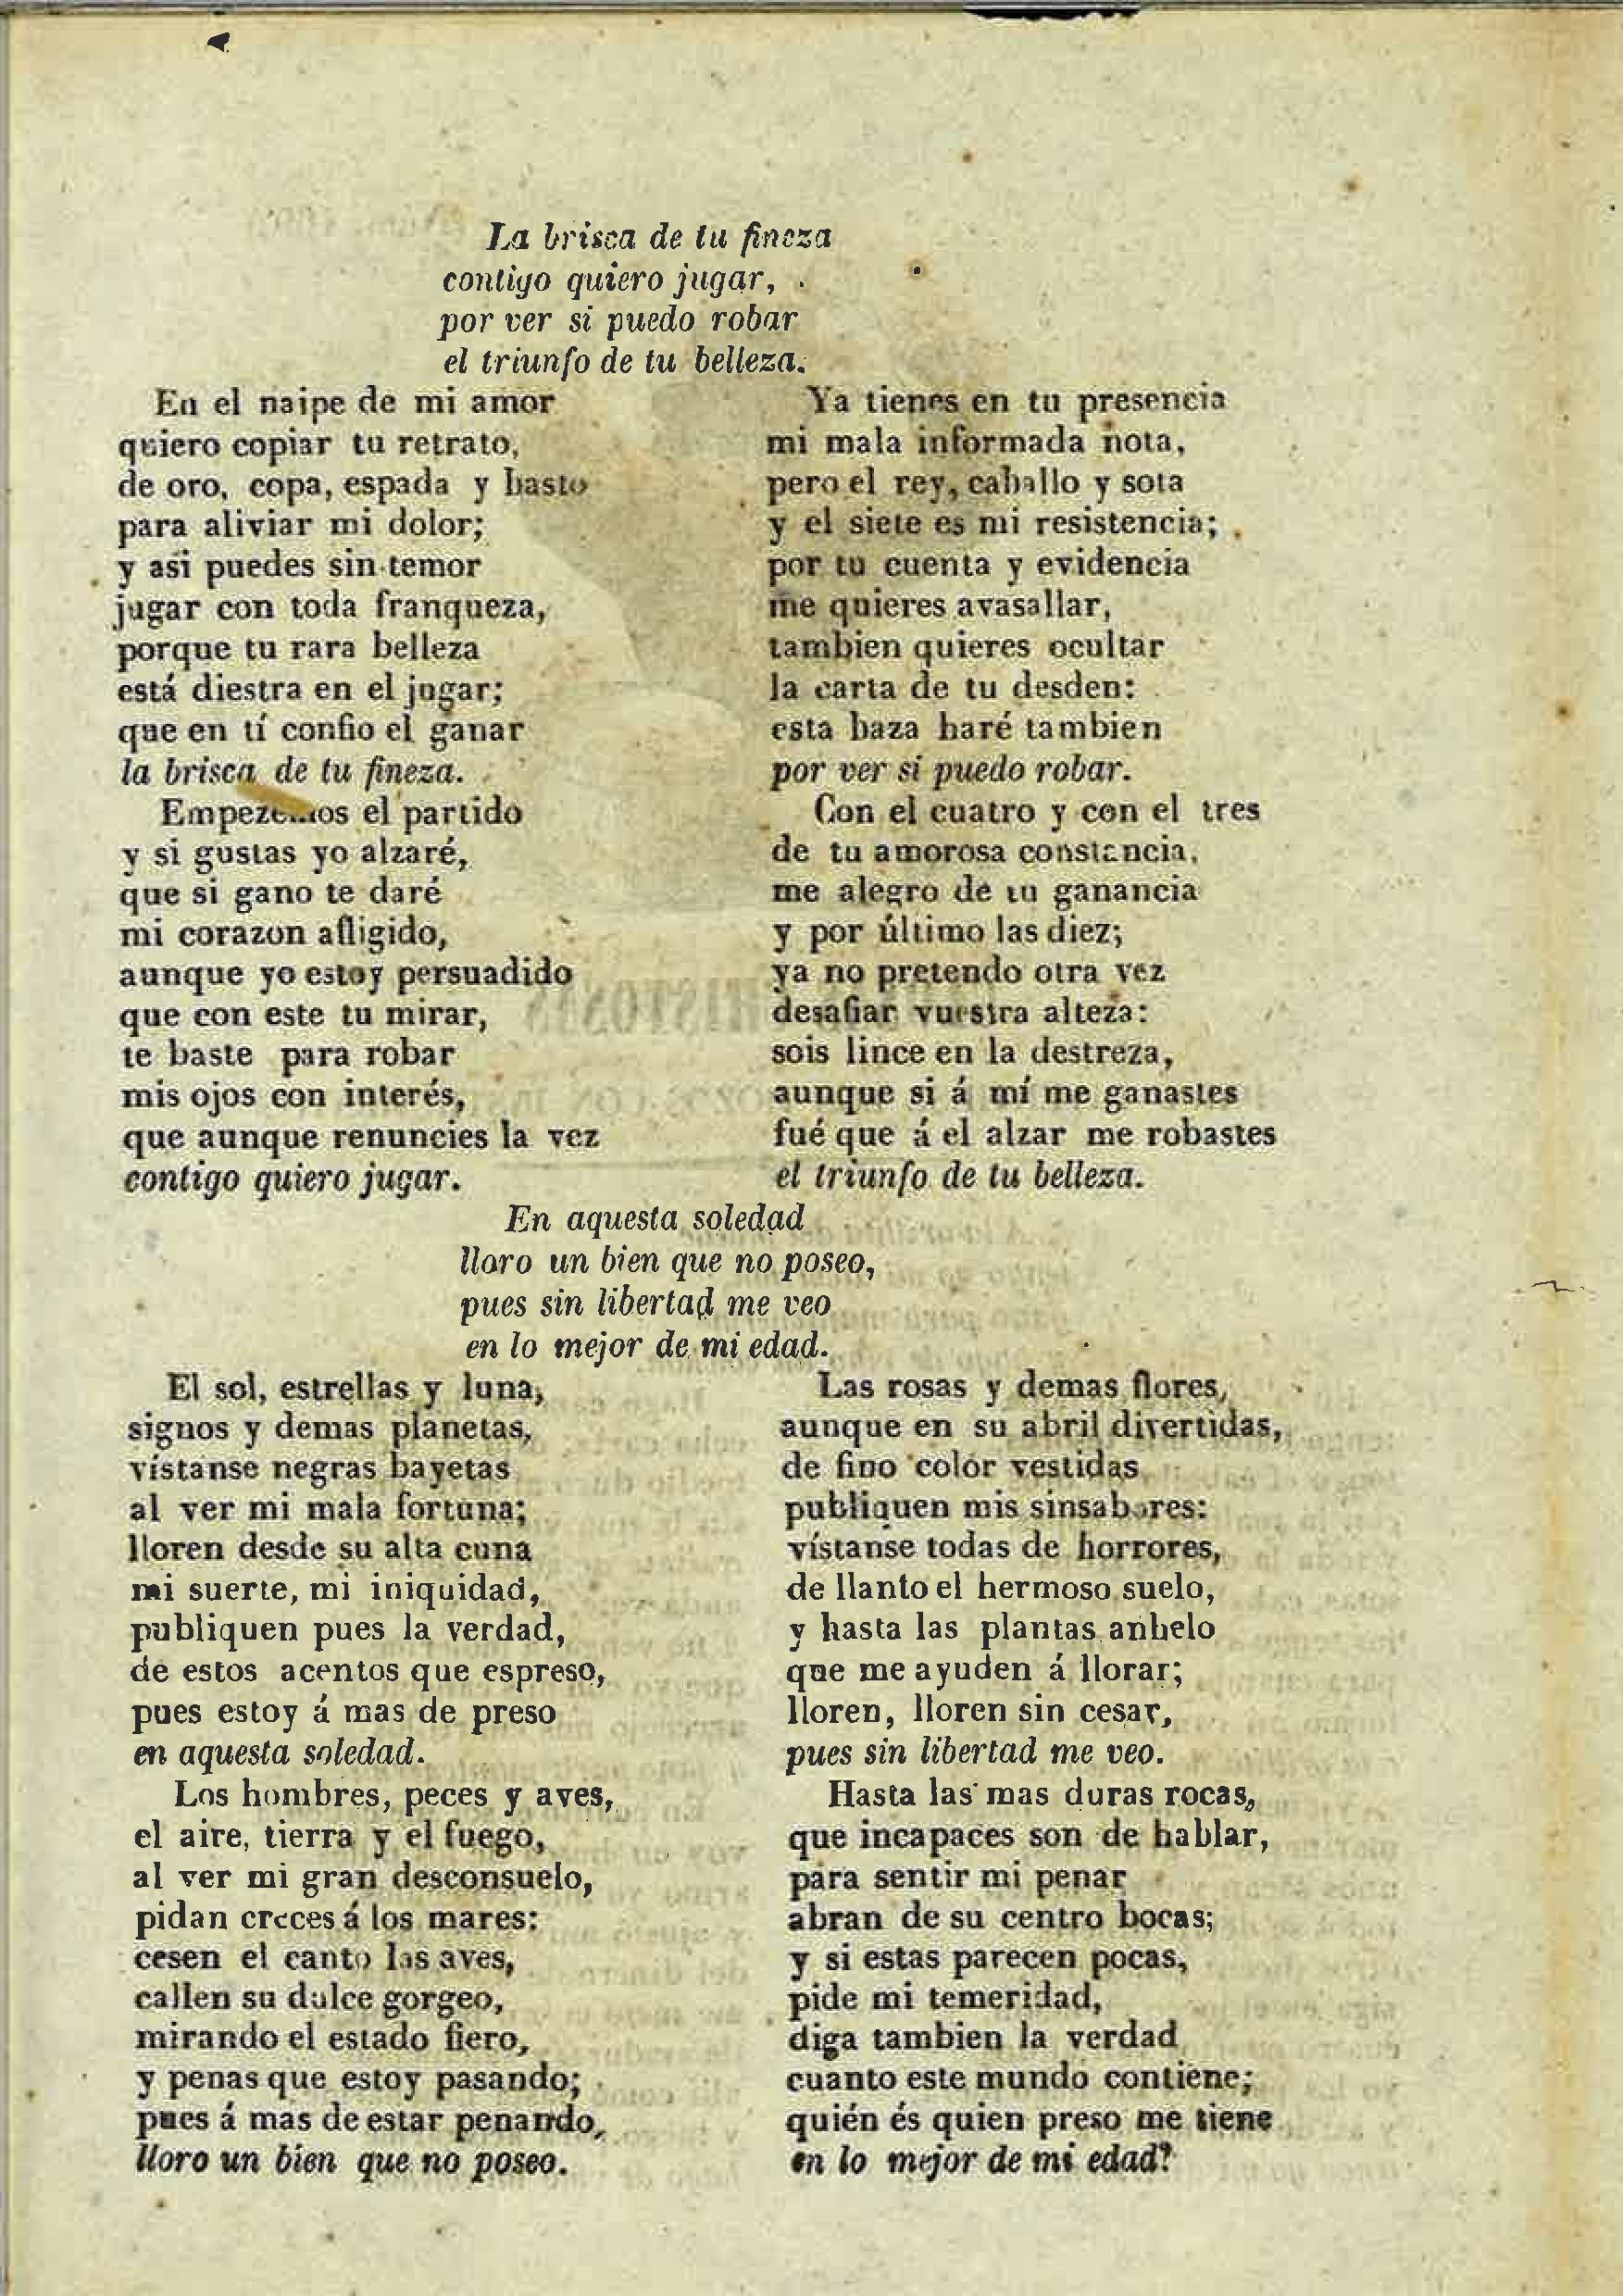 La brisca de tu fineza
contigo quiero jugar,
por ver si puedo robar
el triunfo de tu belleza.
En el naipe de mi amor
quiero copiar tu retrato,
de oro, copa, espada y basto
para aliviar mi dolor;
y asi puedes sin temor
jugar con toda franqueza,
porque tu rara belleza
está diestra en el jugar;
que en tí confio el ganar
la brisca de tu fineza.
Empezemos el partido
y si gustas yo alzaré,
que si gano te daré
mi corazon afligido,
aunque yo estoy persuadido
que con este tu mirar,
te baste para robar
mis ojos con interés,
que aunque renuncies la vez
contigo quiero jugar.
Ya tienes en tu presencia
mi mala informada nota,
pero el rey, caballo y sota
y el siete es mi resistencia;
por tu cuenta y evidencia
me quieres avasallar,
tambien quieres ocultar
la carta de tu desden:
esta baza haré tambien
por ver si puedo robar.
Con el cuatro y con el tres
de tu amorosa constancia,
me alegro de tu ganancia
y por último las diez;
ya no pretendo otra vez
desafiar vuestra alteza:
sois lince en la destreza,
aunque si á mí me ganastes
fué que á el alzar me robastes
el triunfo de tu belleza.
En aquesta soledad
lloro un bien que no poseo,
pues sin libertad me veo
en lo mejor de mi edad.
El sol, estrellas y luna,
signos y demas planetas,
vístanse negras bayetas
al ver mi mala fortuna;
lloren desde su alta cuna
mi suerte, mi iniquidad,
publiquen pues la verdad,
de estos acentos que espreso,
pues estoy á mas de preso
en aquesta soledad.
Los hombres, peces y aves,
el aire, tierra y el fuego,
al ver mi gran desconsuelo,
pidan creces á los mares:
cesen el canto las aves,
callen su dulce gorgeo,
mirando el estado fiero,
y penas que estoy pasando;
pues á mas de estar penando,
lloro un bien que no poseo.
Las rosas y demas flores,
aunque en su abril divertidas,
de fino color vestidas
publiquen mis sinsabores:
vístanse todas de horrores,
de llanto el hermoso suelo,
y hasta las plantas anhelo
que me ayuden á llorar;
lloren, lloren sin cesar,
pues sin libertad me veo.
Hasta las mas duras rocas,
que incapaces son de hablar,
para sentir mi penar
abran de su centro bocas;
y si estas parecen pocas,
pide mi temeridad,
diga tambien la verdad
cuanto este mundo contiene;
quién és quien preso me tiene
en lo mejor de mi edad?